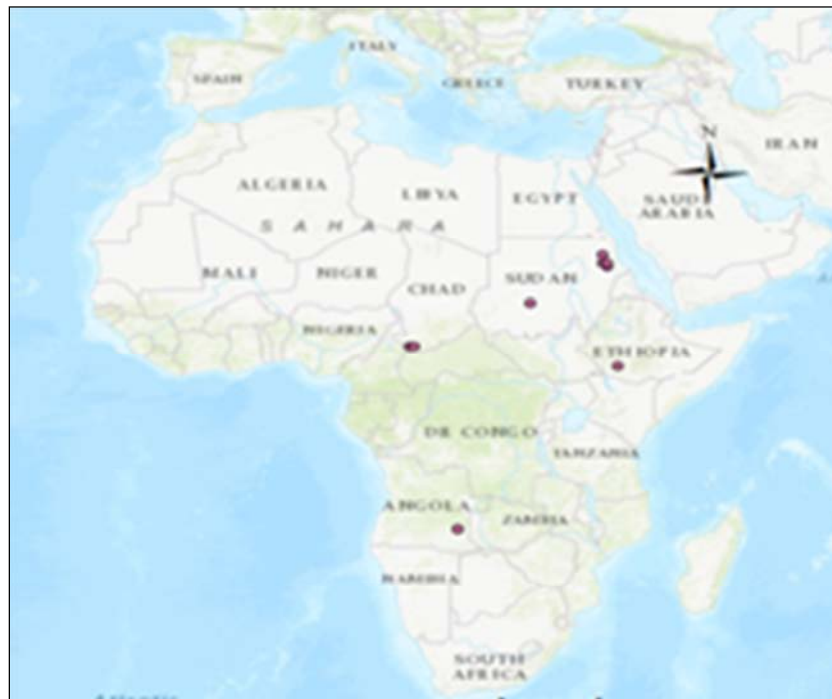 ITALY
SPAIN
GREECE
TURKEY
N
IRAN
ALGERIA
LIBYA
EGYPT
SAUDI
ARABIA
SAHARA
MALI
NIGER
CHAD
SUDAN
NIGERIA
ETHIOPIA
DR CONGO
TANZANIA
ANGOLA
ZAMBIA
NAMIBIA
SOUTH
AFRICA